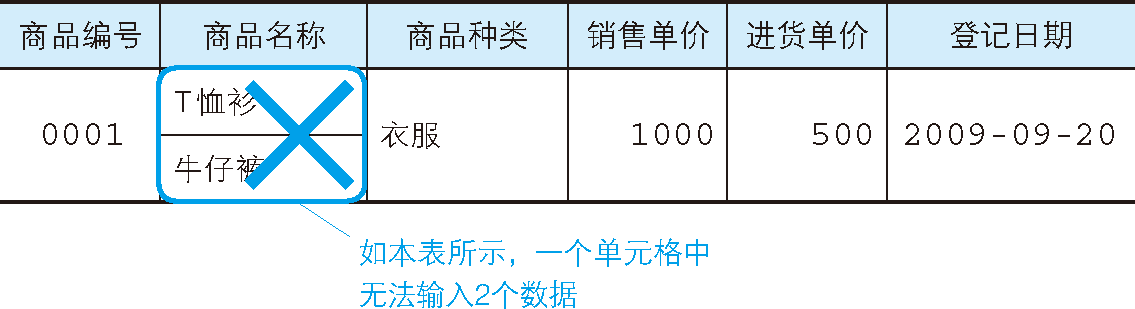 商品编号 商品名称 商品种类 销售单价 进货单价 登记日期
T恤衫
0001 衣服 1000 500 2009-09-20
牛仔裤
如本表所示，一个单元格中
无法输入2个数据